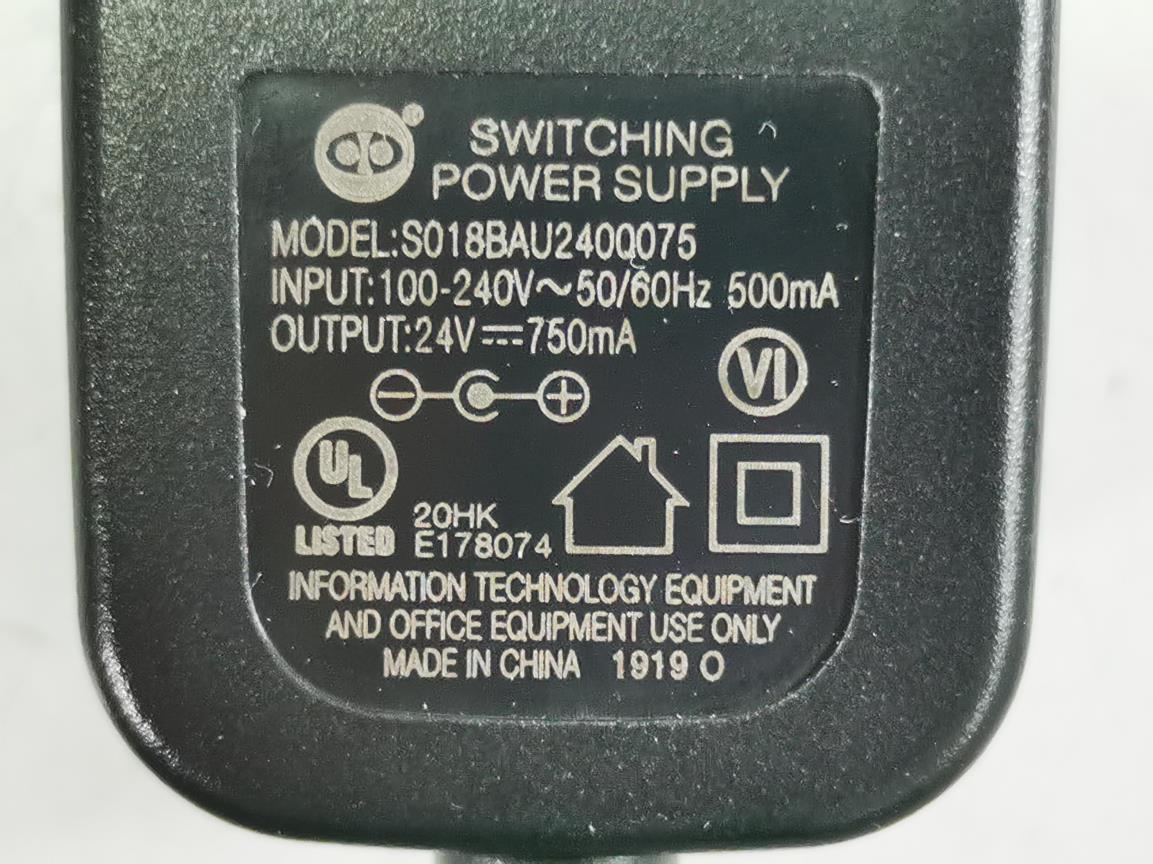 SWITCHING
POWER SUPPLY
MODEL:S018BAU2400075
INPUT:100-240V~50/60Hz 500mA
OUTPUT:24V⎓750mA
VI
UL
LISTED
20HK
E178074
INFORMATION TECHNOLOGY EQUIPMENT
AND OFFICE EQUIPMENT USE ONLY
MADE IN CHINA 1919 O